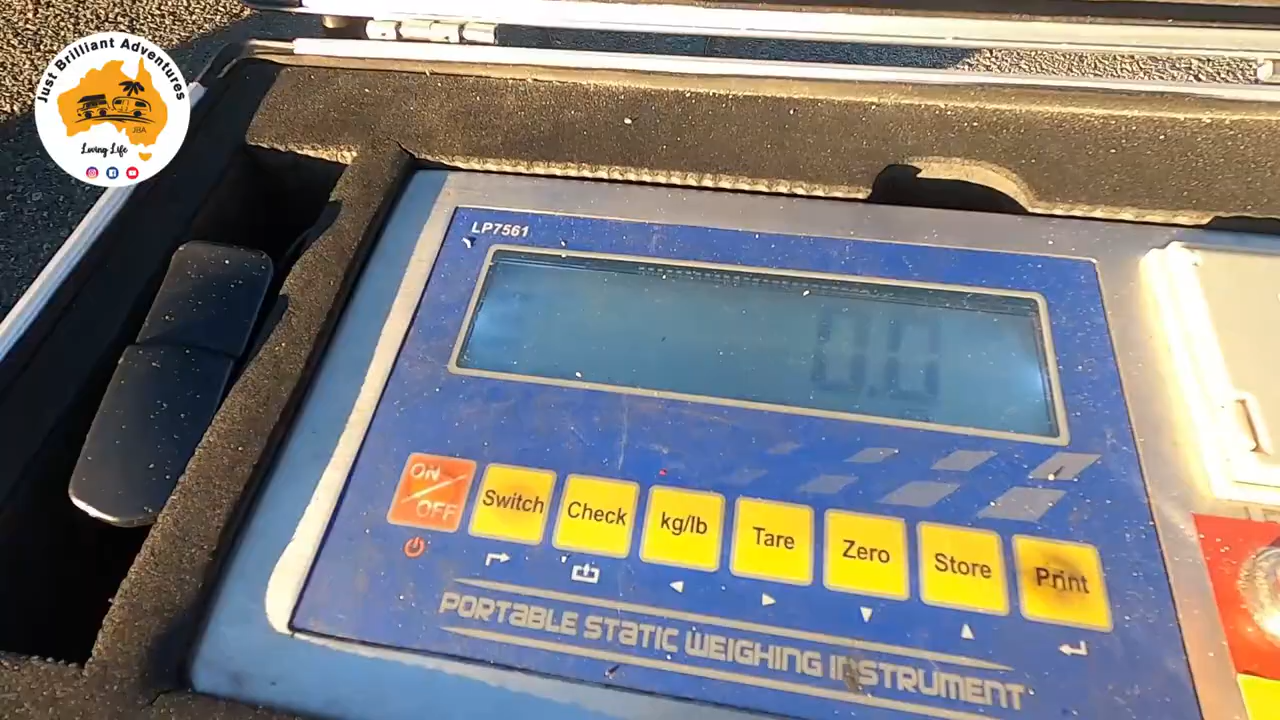 Just Brilliant Adventures
JBA
Loving Life
LP7561
0.0
ON
OFF
Switch
Check
kg/lb
Tare
Zero
Store
Print
PORTABLE STATIC WEIGHING INSTRUMENT